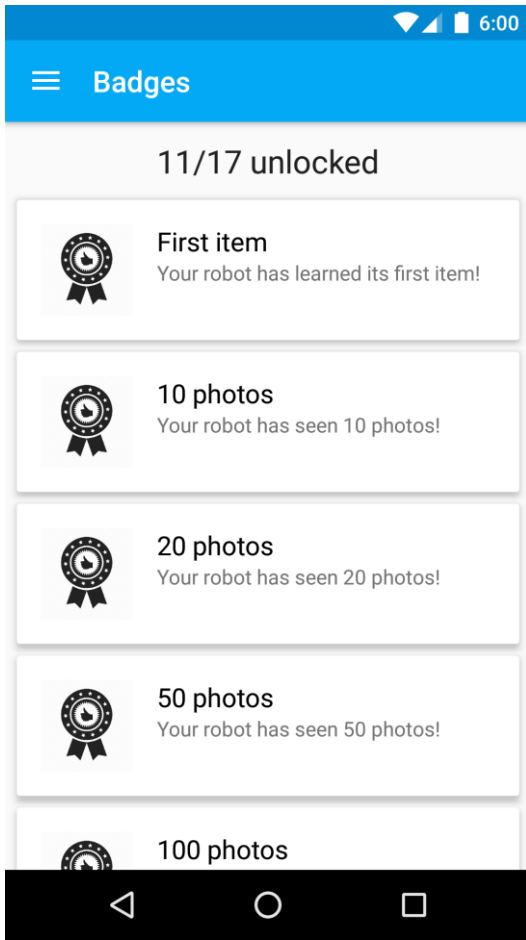 6:00
Badges
11/17 unlocked
First item
Your robot has learned its first item!
10 photos
Your robot has seen 10 photos!
20 photos
Your robot has seen 20 photos!
50 photos
Your robot has seen 50 photos!
100 photos